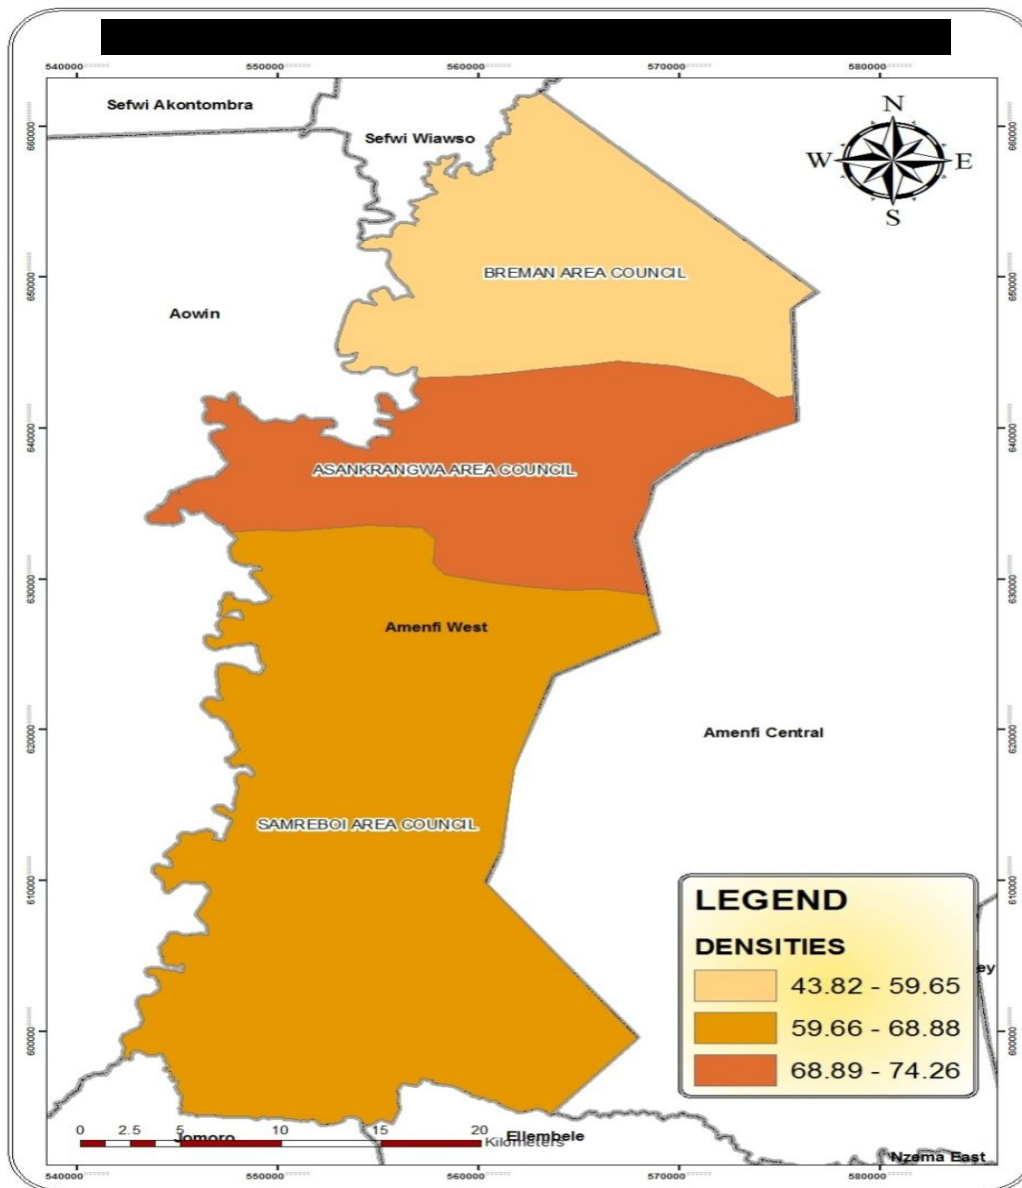 540000 550000 560000 570000 580000
Sefwi Akontombra
N
660000 660000
Sefwi Wiawso
W E
S
650000 BREMAN AREA COUNCIL 650000
Aowin
640000 640000
ASANKRANGWA AREA COUNCIL
630000 630000
Amenfi West
620000 Amenfi Central 620000
SAMREBOI AREA COUNCIL
610000 610000
LEGEND
DENSITIES
ey
43.82 - 59.65
59.66 - 68.88
600000 600000
68.89 - 74.26
0 2.5 5 10 15 20
Kilometers
Jomoro Ellembele
Nzema East
540000 550000 560000 570000 580000